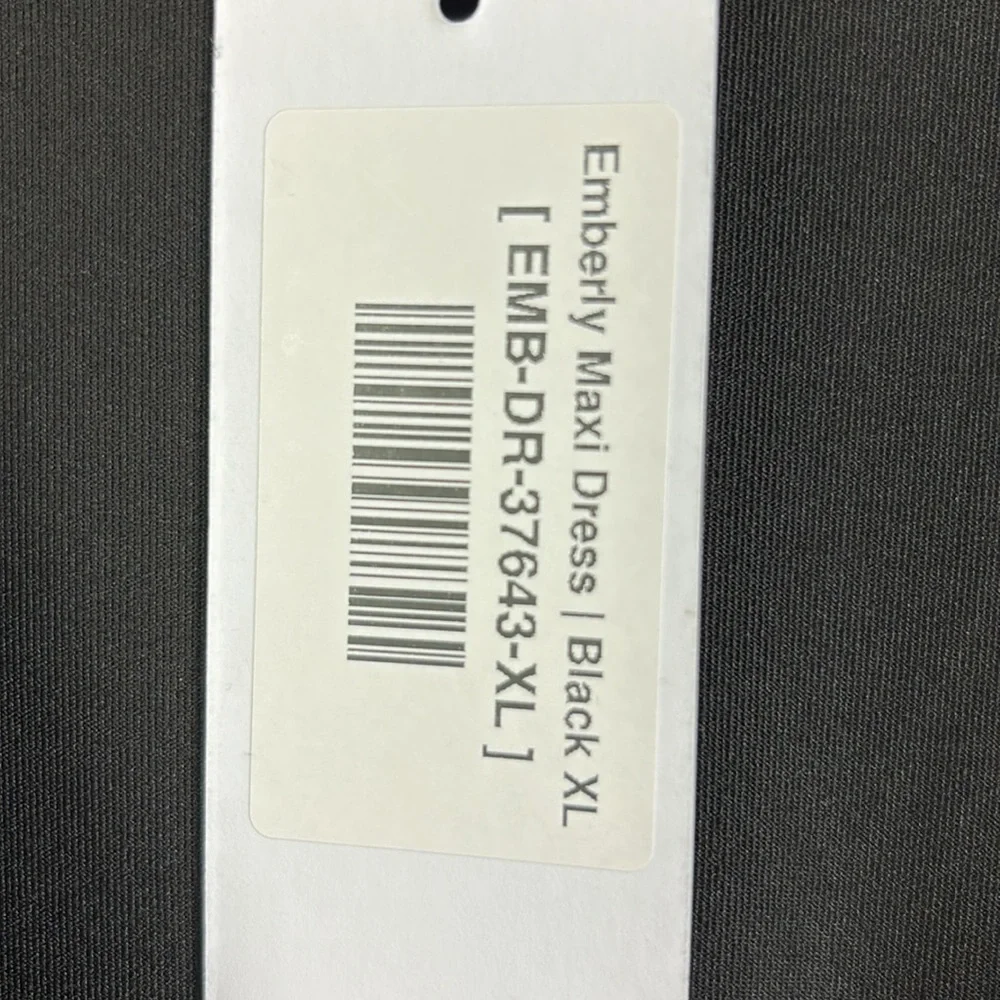 Emberly Maxi Dress | Black XL
[ EMB-DR-37643-XL ]